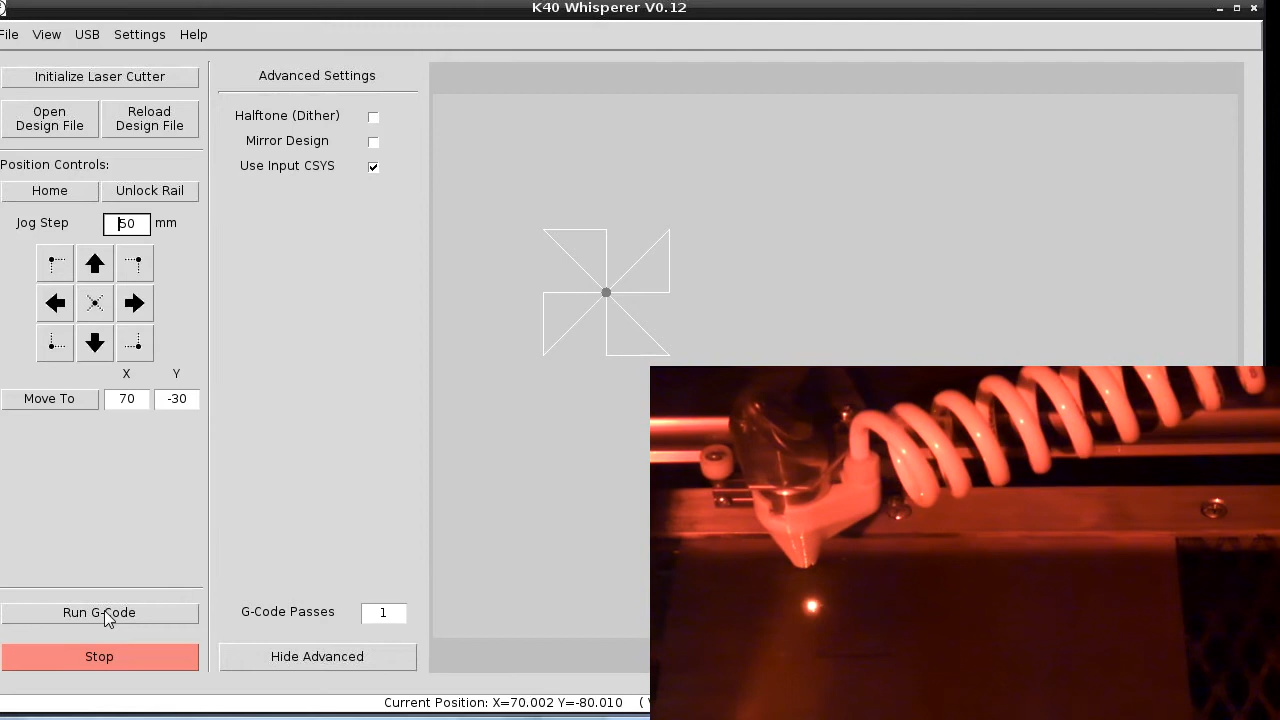 K40 Whisperer V0.12
File View USB Settings Help
Initialize Laser Cutter
Open
Design File
Reload
Design File
Position Controls:
Home
Unlock Rail
Jog Step 50 mm
X Y
Move To 70 -30
Run G-Code
Stop
Advanced Settings
Halftone (Dither)
Mirror Design
Use Input CSYS
G-Code Passes 1
Hide Advanced
Current Position: X=70.002 Y=-80.010 (